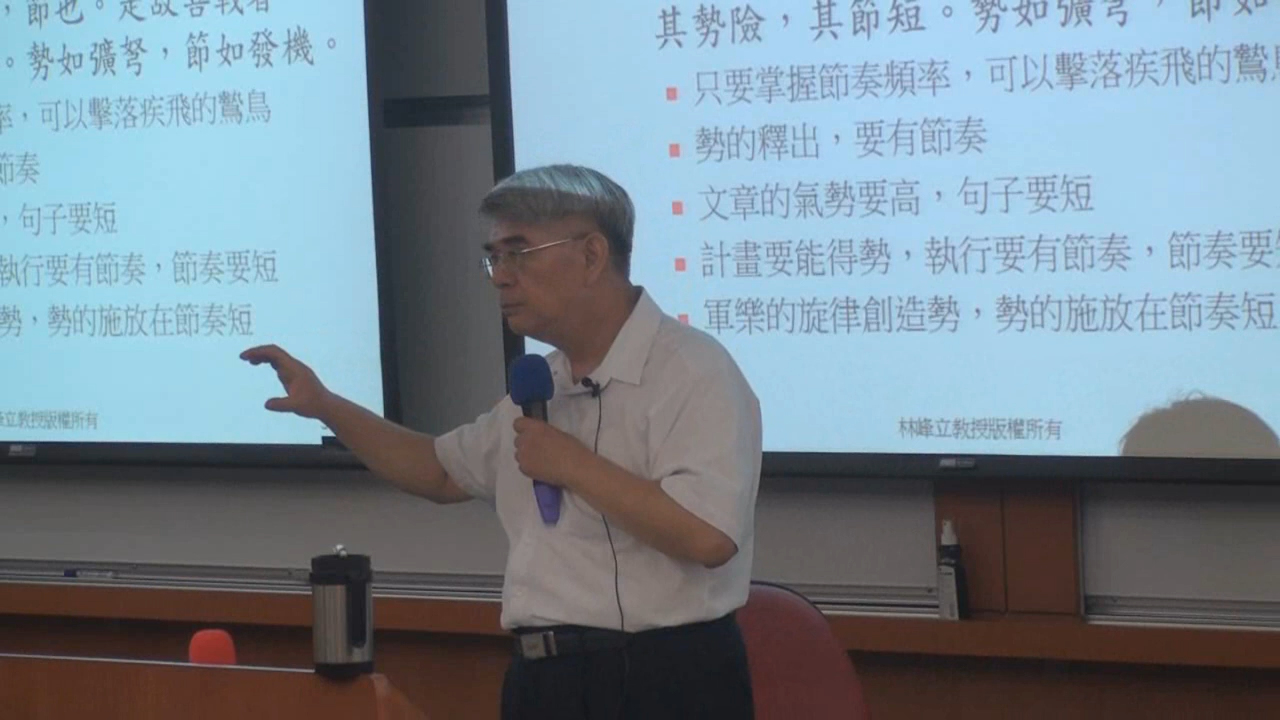 ，節也。是故善戰者
。勢如彍弩，節如發機。
率，可以擊落疾飛的鷙鳥
節奏
，句子要短
執行要有節奏，節奏要短
勢，勢的施放在節奏短
立教授版權所有
其勢險，其節短。勢如彍弩，節如
只要掌握節奏頻率，可以擊落疾飛的鷙鳥
勢的釋出，要有節奏
文章的氣勢要高，句子要短
計畫要能得勢，執行要有節奏，節奏要
軍樂的旋律創造勢，勢的施放在節奏短
林峰立教授版權所有